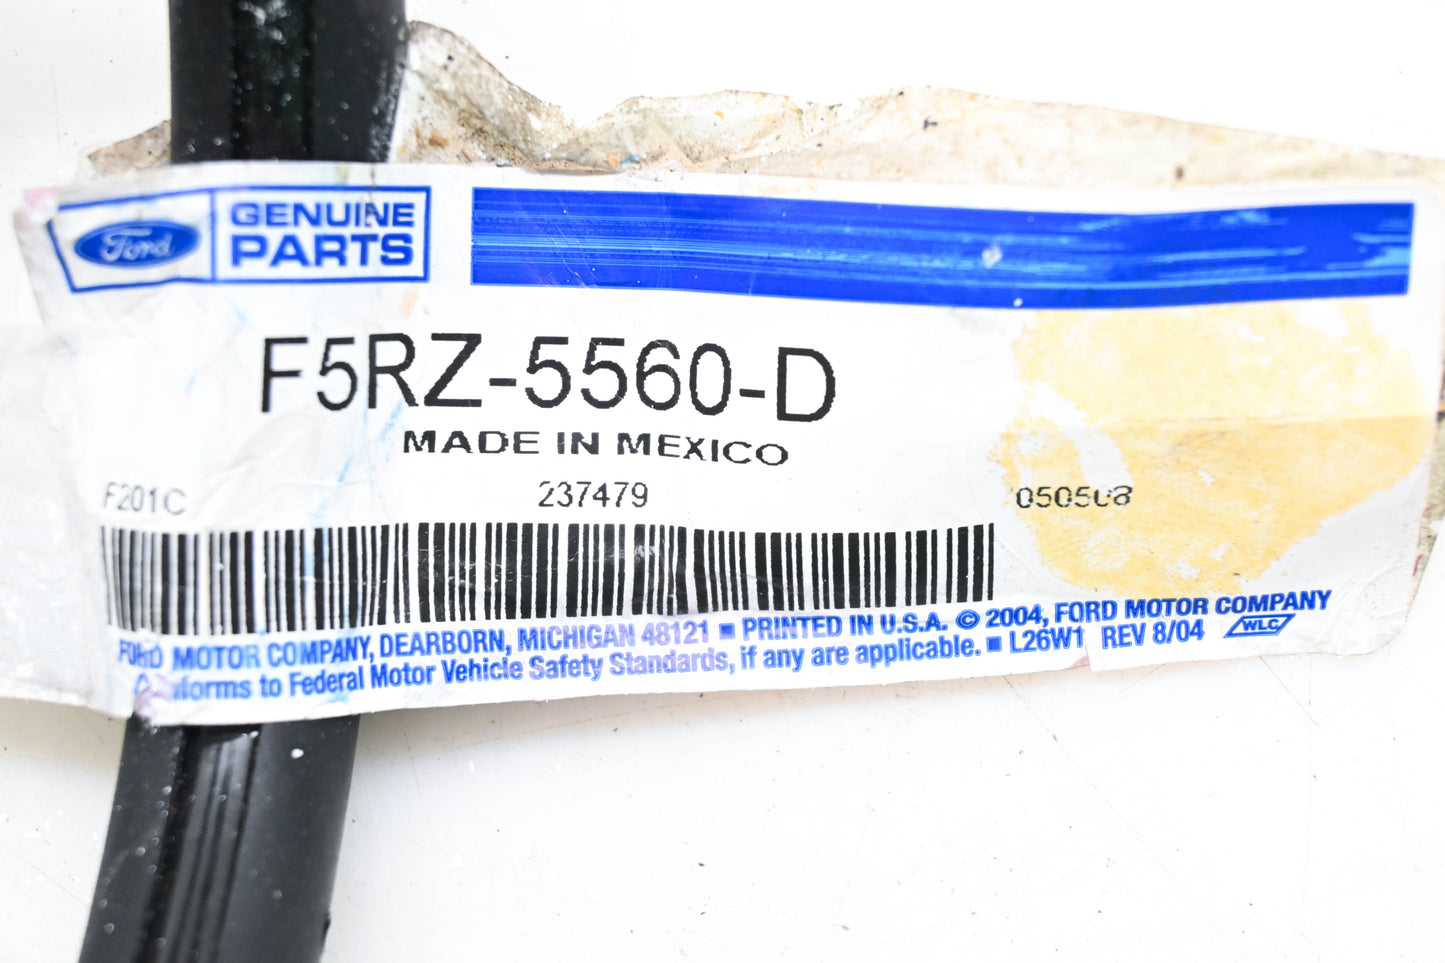 Ford
GENUINE
PARTS
F5RZ-5560-D
MADE IN MEXICO
F201C 237479 050508
FORD MOTOR COMPANY, DEARBORN, MICHIGAN 48121 ■ PRINTED IN U.S.A. © 2004, FORD MOTOR COMPANY
Conforms to Federal Motor Vehicle Safety Standards, if any are applicable. ■ L26W1 REV 8/04 WLC